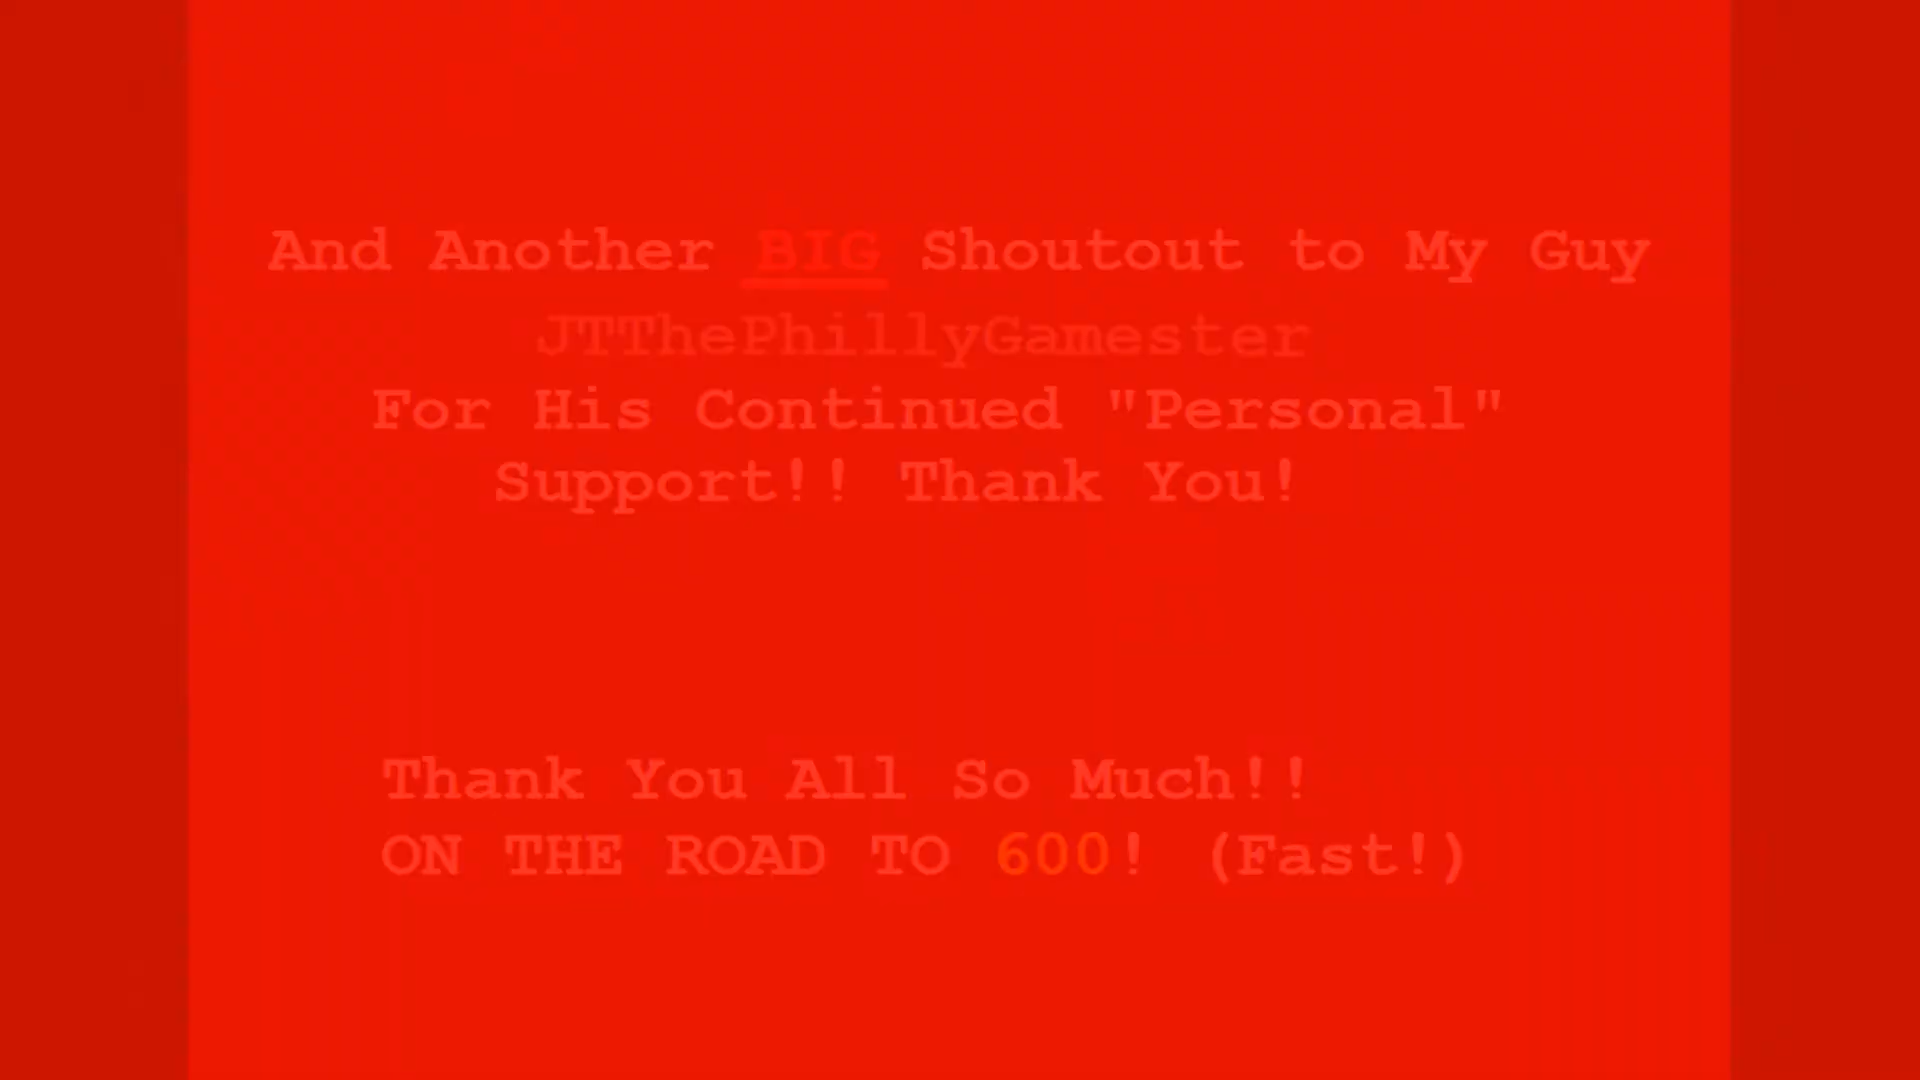 And Another BIG Shoutout to My Guy
JTThePhillyGamester
For His Continued "Personal"
Support!! Thank You!
Thank You All So Much!!
ON THE ROAD TO 600! (Fast!)